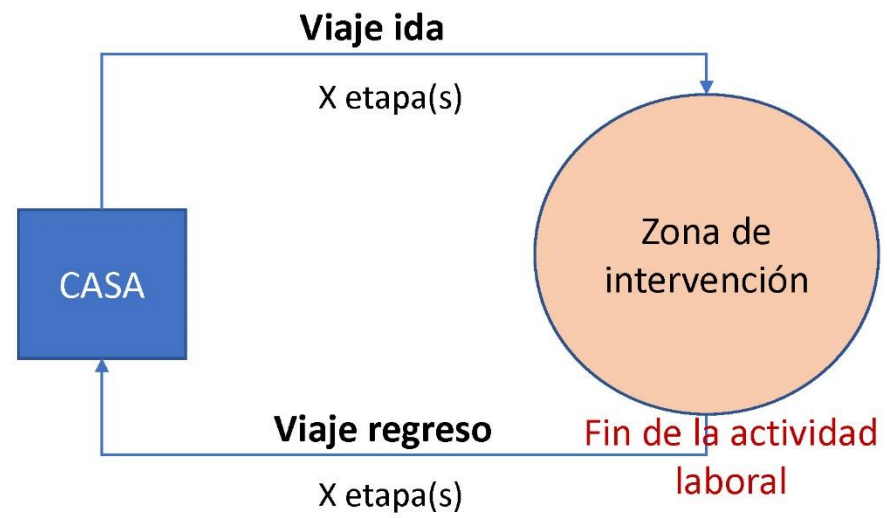 Viaje ida
X etapa(s)
Zona de
intervención
CASA
Viaje regreso
Fin de la actividad
laboral
X etapa(s)